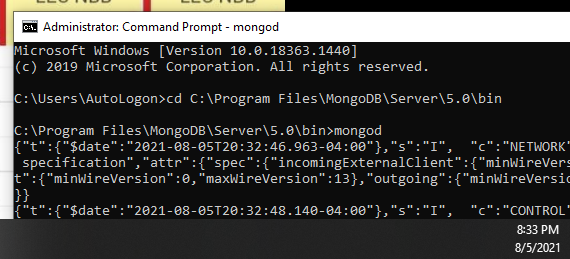 Administrator: Command Prompt - mongod
Microsoft Windows [Version 10.0.18363.1440]
(c) 2019 Microsoft Corporation. All rights reserved.
C:\Users\AutoLogon>cd C:\Program Files\MongoDB\Server\5.0\bin
C:\Program Files\MongoDB\Server\5.0\bin>mongod
{"t":{"$date":"2021-08-05T20:32:46.963-04:00"},"s":"I",  "c":"NETWORK"
specification","attr":{"spec":{"incomingExternalClient":{"minWireVers
t":{"minWireVersion":0,"maxWireVersion":13},"outgoing":{"minWireVersio
}}
{"t":{"$date":"2021-08-05T20:32:48.140-04:00"},"s":"I",  "c":"CONTROL"
8:33 PM
8/5/2021